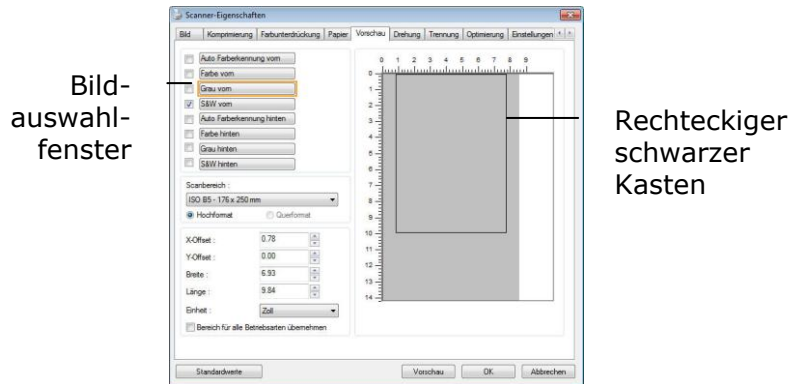 Scanner-Eigenschaften
Bild Komprimierung Farbunterdrückung Papier Vorschau Drehung Trennung Optimierung Einstellungen
Auto Farberkennung vorn
Farbe vorn
Grau vorn
S&W vorn
Auto Farberkennung hinten
Farbe hinten
Grau hinten
S&W hinten
Scanbereich :
ISO B5 - 176 x 250 mm
Hochformat Querformat
X-Offset : 0.78
Y-Offset : 0.00
Breite : 6.93
Länge : 9.84
Einheit : Zoll
Bereich für alle Betriebsarten übernehmen
0 1 2 3 4 5 6 7 8 9
0
1
2
3
4
5
6
7
8
9
10
11
12
13
14
Standardwerte Vorschau OK Abbrechen
Bild-
auswahl-
fenster
Rechteckiger
schwarzer
Kasten